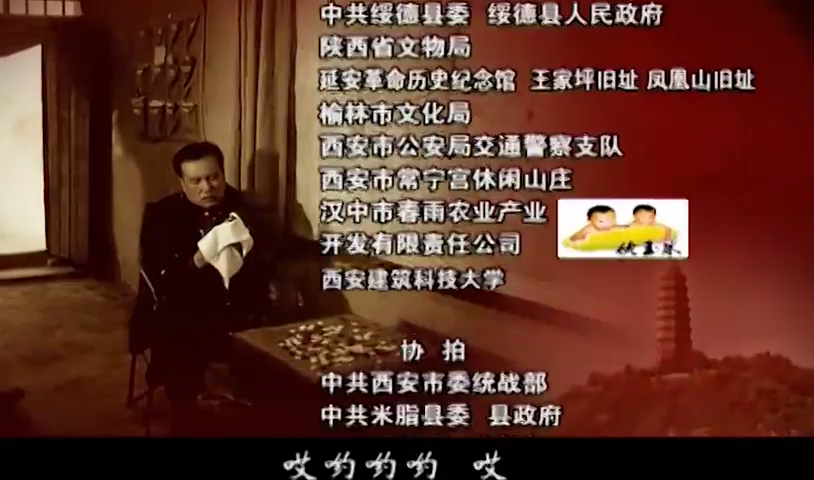 中共绥德县委 绥德县人民政府
陕西省文物局
延安革命历史纪念馆 王家坪旧址 凤凰山旧址
榆林市文化局
西安市公安局交通警察支队
西安市常宁宫休闲山庄
汉中市春雨农业产业
开发有限责任公司
西安建筑科技大学
协拍
中共西安市委统战部
中共米脂县委 县政府
哎哟哟哟 哎